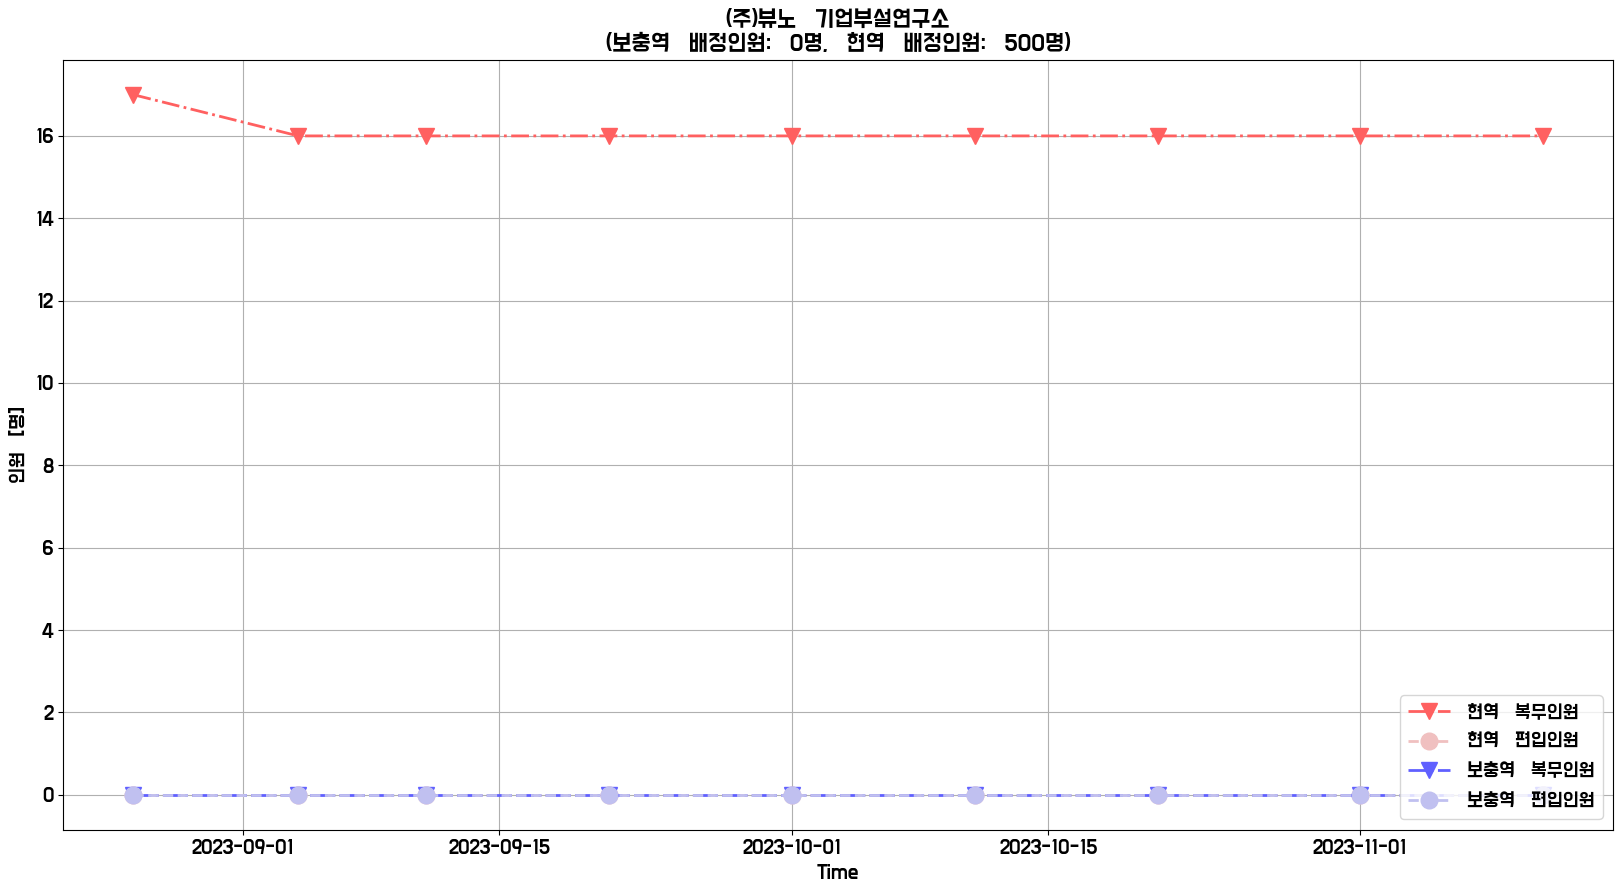 (주)뷰노 기업부설연구소
(보충역 배정인원: 0명, 현역 배정인원: 500명)
인원 [명]
16
14
12
10
8
6
4
2
0
현역 복무인원
현역 편입인원
보충역 복무인원
보충역 편입인원
2023-09-01 2023-09-15 2023-10-01 2023-10-15 2023-11-01
Time